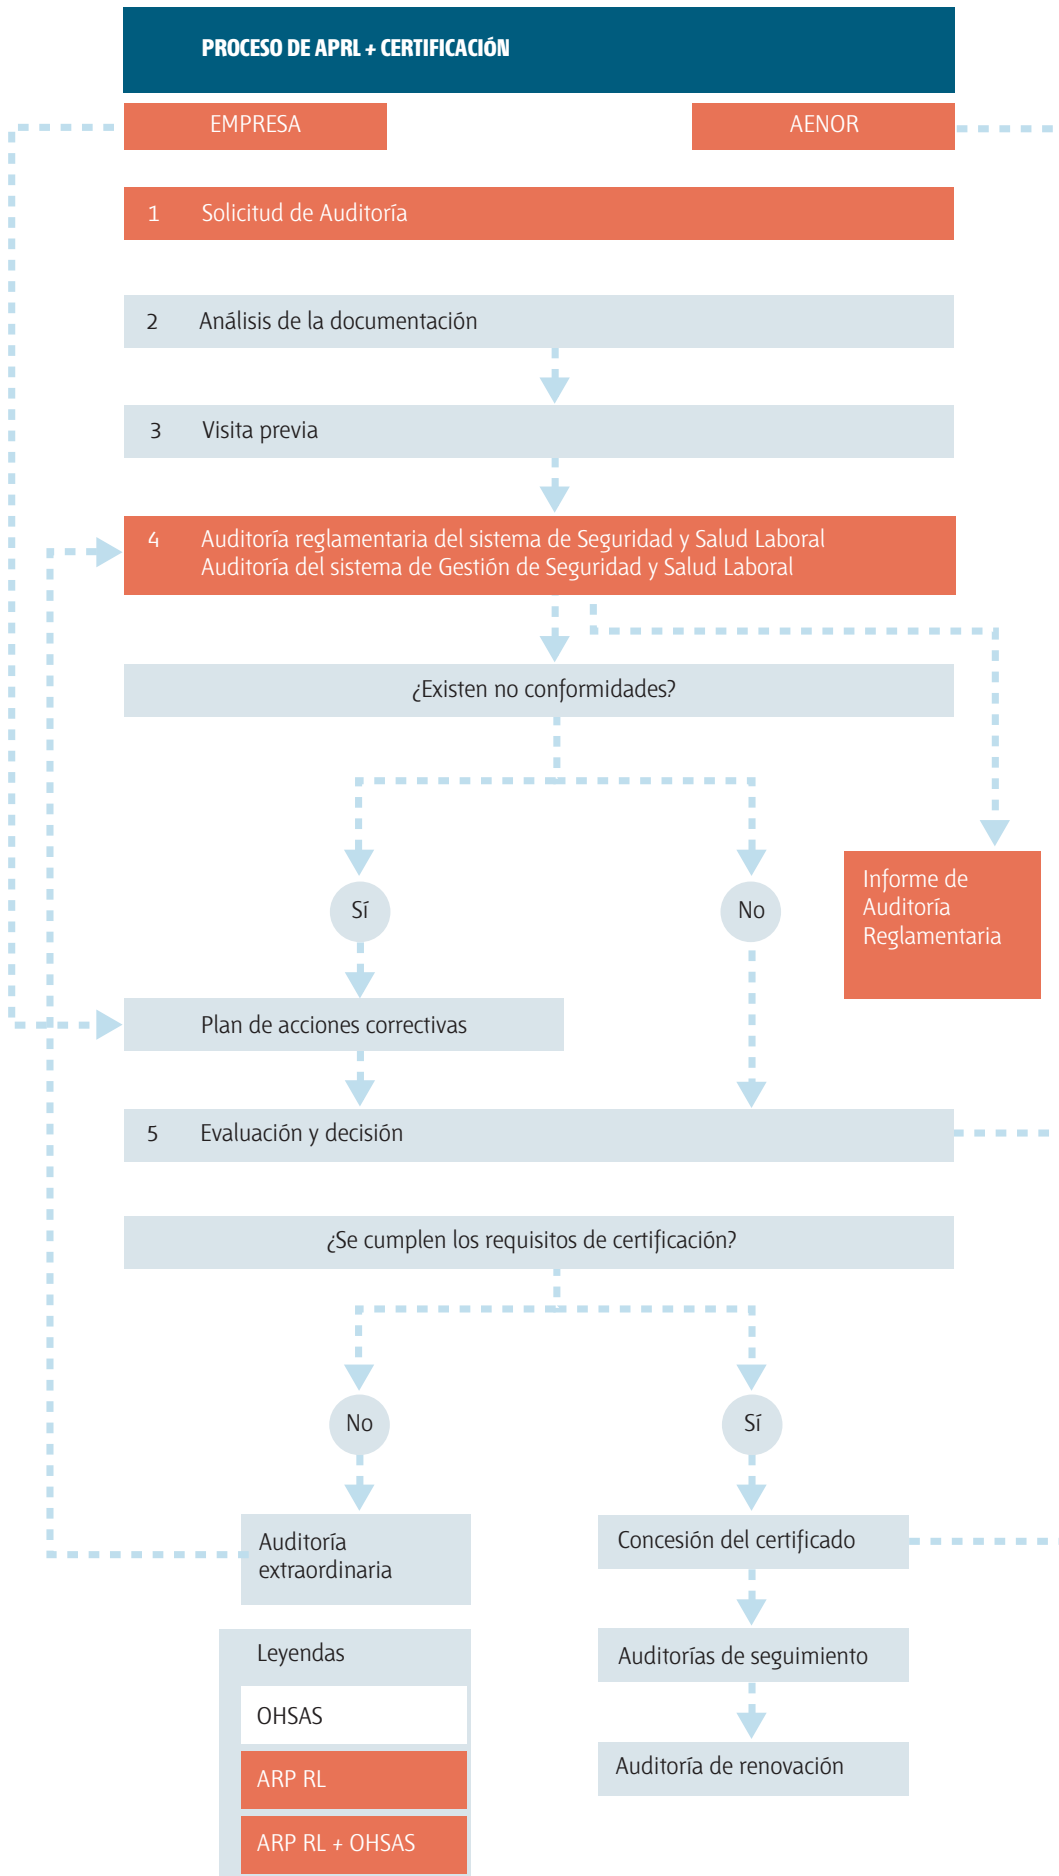 PROCESO DE APRL + CERTIFICACIÓN
EMPRESA
AENOR
1 Solicitud de Auditoría
2 Análisis de la documentación
3 Visita previa
4 Auditoría reglamentaria del sistema de Seguridad y Salud Laboral
Auditoría del sistema de Gestión de Seguridad y Salud Laboral
¿Existen no conformidades?
Sí
No
Informe de
Auditoría
Reglamentaria
Plan de acciones correctivas
5 Evaluación y decisión
¿Se cumplen los requisitos de certificación?
No
Sí
Auditoría
extraordinaria
Concesión del certificado
Auditorías de seguimiento
Auditoría de renovación
Leyendas
OHSAS
ARP RL
ARP RL + OHSAS